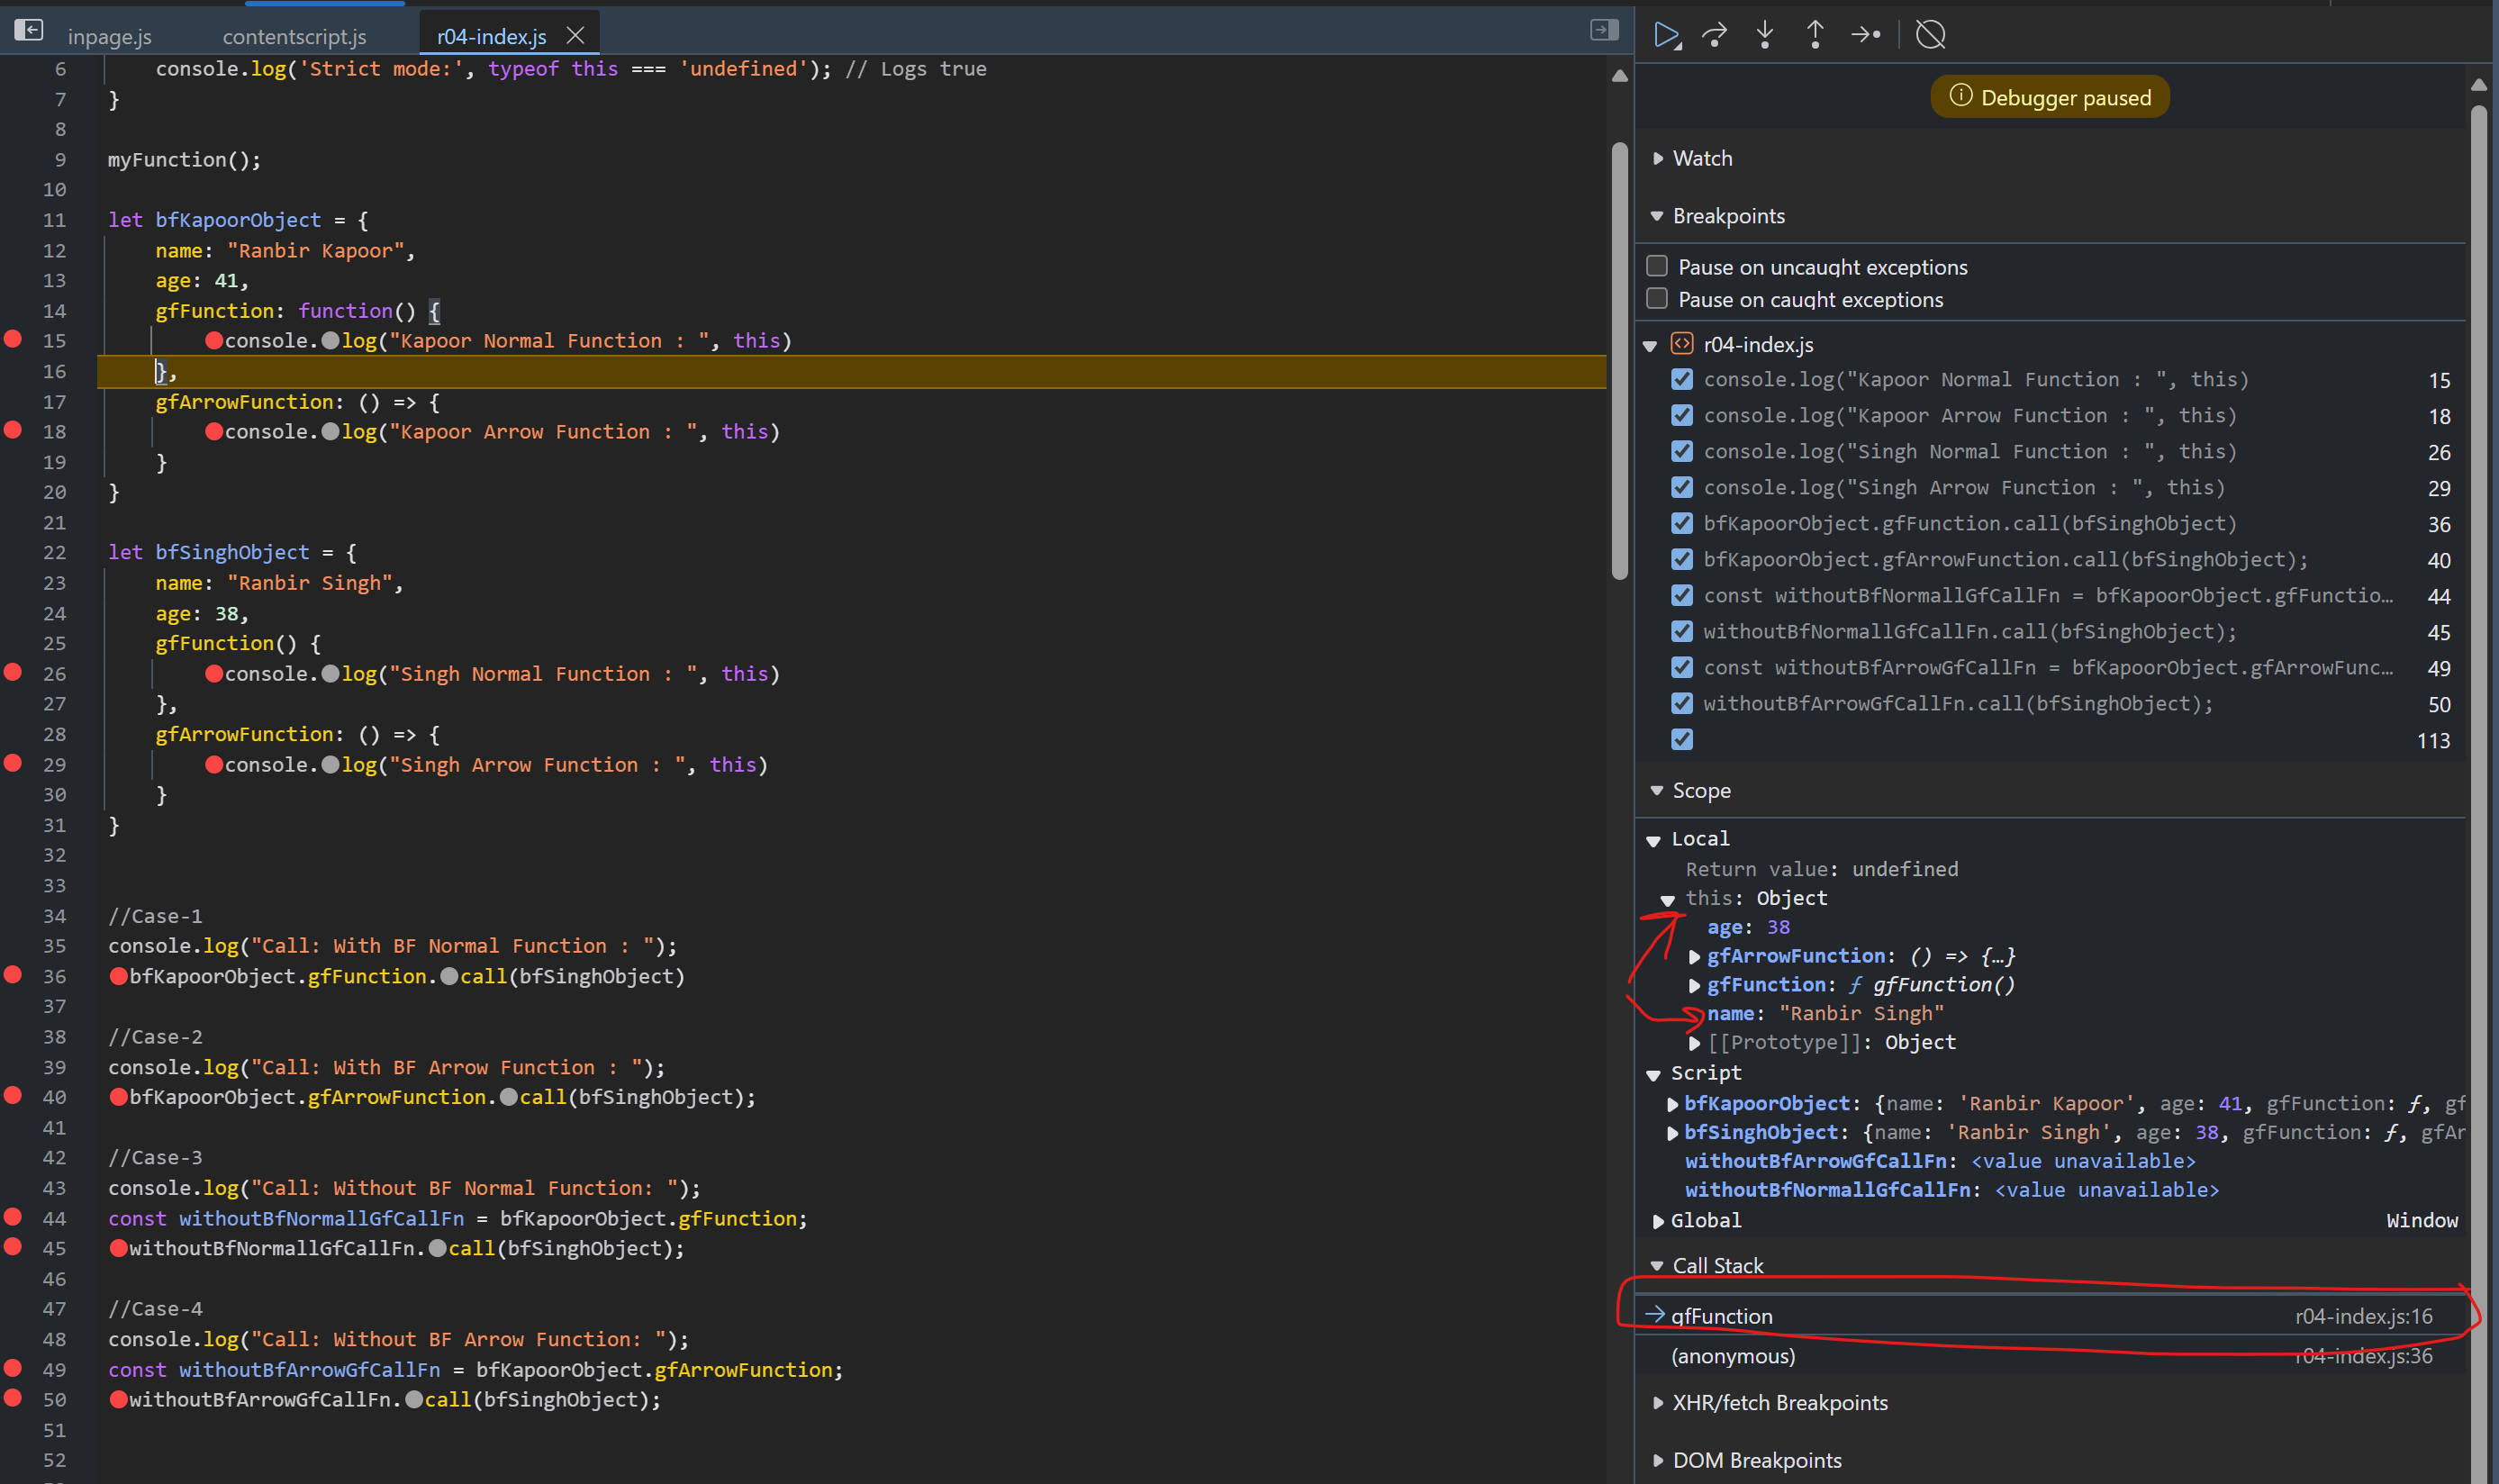 inpage.js contentscript.js r04-index.js
6 console.log('Strict mode:', typeof this === 'undefined'); // Logs true
7 }
8
9 myFunction();
10
11 let bfKapoorObject = {
12 name: "Ranbir Kapoor",
13 age: 41,
14 gfFunction: function() {
15 console.log("Kapoor Normal Function : ", this)
16 },
17 gfArrowFunction: () => {
18 console.log("Kapoor Arrow Function : ", this)
19 }
20 }
21
22 let bfSinghObject = {
23 name: "Ranbir Singh",
24 age: 38,
25 gfFunction() {
26 console.log("Singh Normal Function : ", this)
27 },
28 gfArrowFunction: () => {
29 console.log("Singh Arrow Function : ", this)
30 }
31 }
32
33
34 //Case-1
35 console.log("Call: With BF Normal Function : ");
36 bfKapoorObject.gfFunction.call(bfSinghObject)
37
38 //Case-2
39 console.log("Call: With BF Arrow Function : ");
40 bfKapoorObject.gfArrowFunction.call(bfSinghObject);
41
42 //Case-3
43 console.log("Call: Without BF Normal Function: ");
44 const withoutBfNormallGfCallFn = bfKapoorObject.gfFunction;
45 withoutBfNormallGfCallFn.call(bfSinghObject);
46
47 //Case-4
48 console.log("Call: Without BF Arrow Function: ");
49 const withoutBfArrowGfCallFn = bfKapoorObject.gfArrowFunction;
50 withoutBfArrowGfCallFn.call(bfSinghObject);
51
52
Debugger paused
Watch
Breakpoints
Pause on uncaught exceptions
Pause on caught exceptions
r04-index.js
console.log("Kapoor Normal Function : ", this) 15
console.log("Kapoor Arrow Function : ", this) 18
console.log("Singh Normal Function : ", this) 26
console.log("Singh Arrow Function : ", this) 29
bfKapoorObject.gfFunction.call(bfSinghObject) 36
bfKapoorObject.gfArrowFunction.call(bfSinghObject); 40
const withoutBfNormallGfCallFn = bfKapoorObject.gfFunctio… 44
withoutBfNormallGfCallFn.call(bfSinghObject); 45
const withoutBfArrowGfCallFn = bfKapoorObject.gfArrowFunc… 49
withoutBfArrowGfCallFn.call(bfSinghObject); 50
113
Scope
Local
Return value: undefined
this: Object
age: 38
gfArrowFunction: () => {…}
gfFunction: ƒ gfFunction()
name: "Ranbir Singh"
[[Prototype]]: Object
Script
bfKapoorObject: {name: 'Ranbir Kapoor', age: 41, gfFunction: ƒ, gf
bfSinghObject: {name: 'Ranbir Singh', age: 38, gfFunction: ƒ, gfAr
withoutBfArrowGfCallFn: <value unavailable>
withoutBfNormallGfCallFn: <value unavailable>
Global Window
Call Stack
gfFunction r04-index.js:16
(anonymous) r04-index.js:36
XHR/fetch Breakpoints
DOM Breakpoints